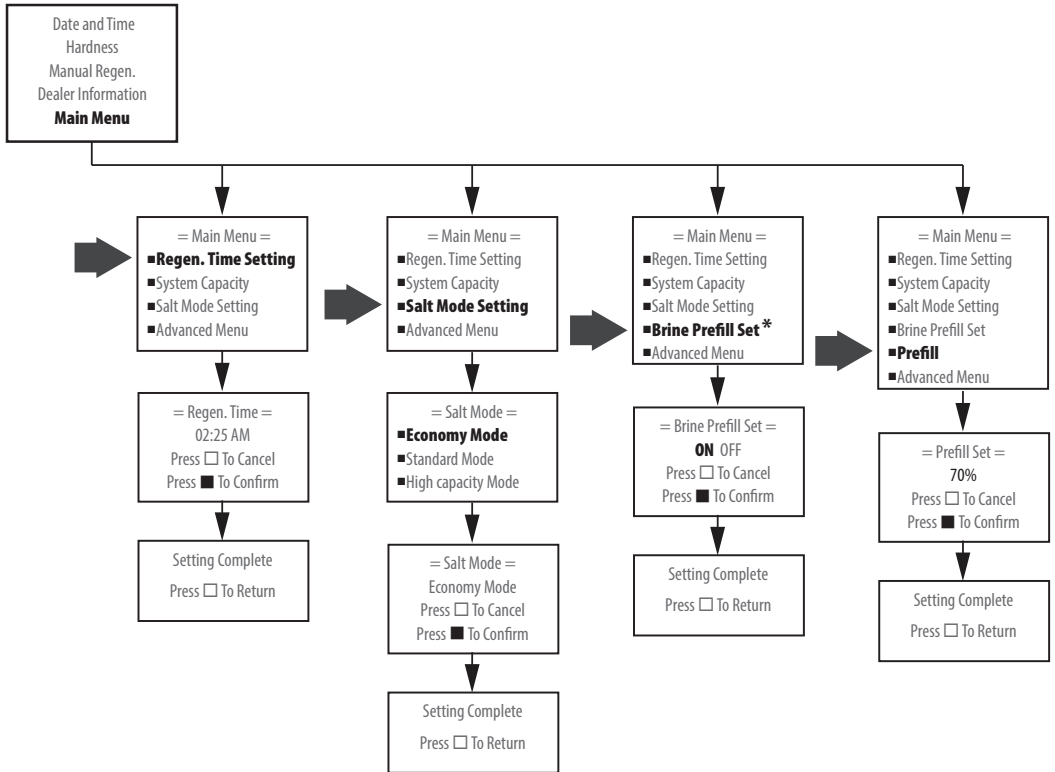 Date and Time
Hardness
Manual Regen.
Dealer Information
Main Menu
= Main Menu =
■Regen. Time Setting
■System Capacity
■Salt Mode Setting
■Advanced Menu
= Regen. Time =
02:25 AM
Press □ To Cancel
Press ■ To Confirm
Setting Complete
Press □ To Return
= Main Menu =
■Regen. Time Setting
■System Capacity
■Salt Mode Setting
■Advanced Menu
= Salt Mode =
■Economy Mode
■Standard Mode
■High capacity Mode
= Salt Mode =
Economy Mode
Press □ To Cancel
Press ■ To Confirm
Setting Complete
Press □ To Return
= Main Menu =
■Regen. Time Setting
■System Capacity
■Salt Mode Setting
■Brine Prefill Set*
■Advanced Menu
= Brine Prefill Set =
ON OFF
Press □ To Cancel
Press ■ To Confirm
Setting Complete
Press □ To Return
= Main Menu =
■Regen. Time Setting
■System Capacity
■Salt Mode Setting
■Brine Prefill Set
■Prefill
■Advanced Menu
= Prefill Set =
70%
Press □ To Cancel
Press ■ To Confirm
Setting Complete
Press □ To Return